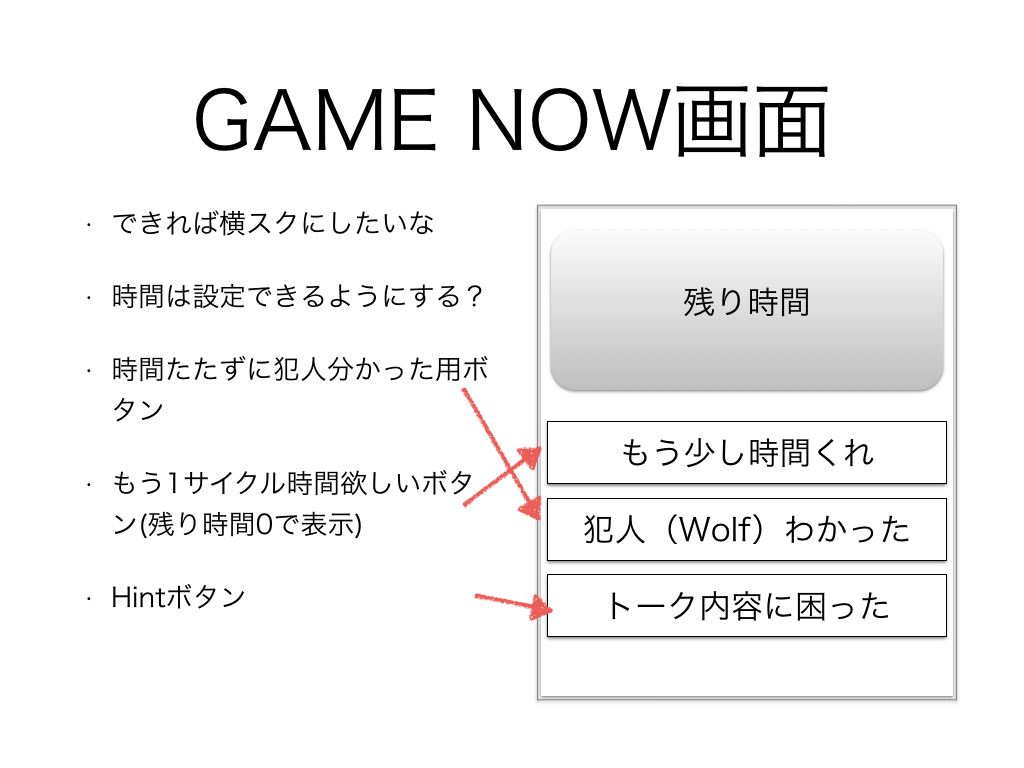 GAME NOW画面
・ できれば横スクにしたいな
・ 時間は設定できるようにする？
・ 時間たたずに犯人分かった用ボ
タン
・ もう1サイクル時間欲しいボタ
ン(残り時間0で表示)
・ Hintボタン
残り時間
もう少し時間くれ
犯人（Wolf）わかった
トーク内容に困った